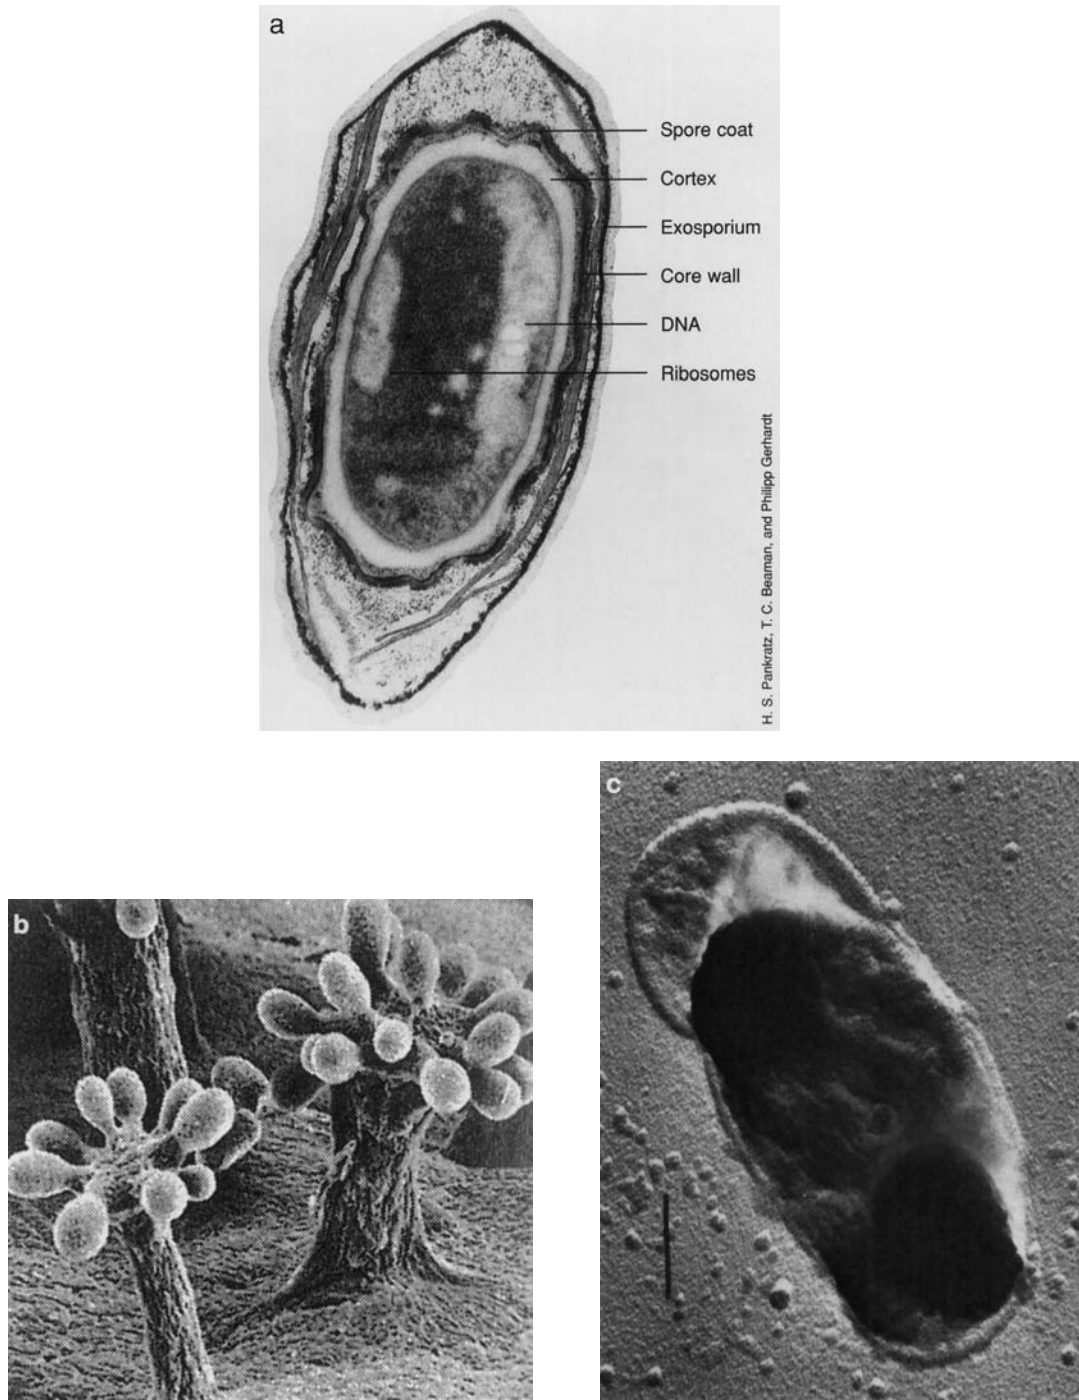 a
Spore coat
Cortex
Exosporium
Core wall
DNA
Ribosomes
H. S. Pankratz, T. C. Beaman, and Philipp Gerhardt
b
c